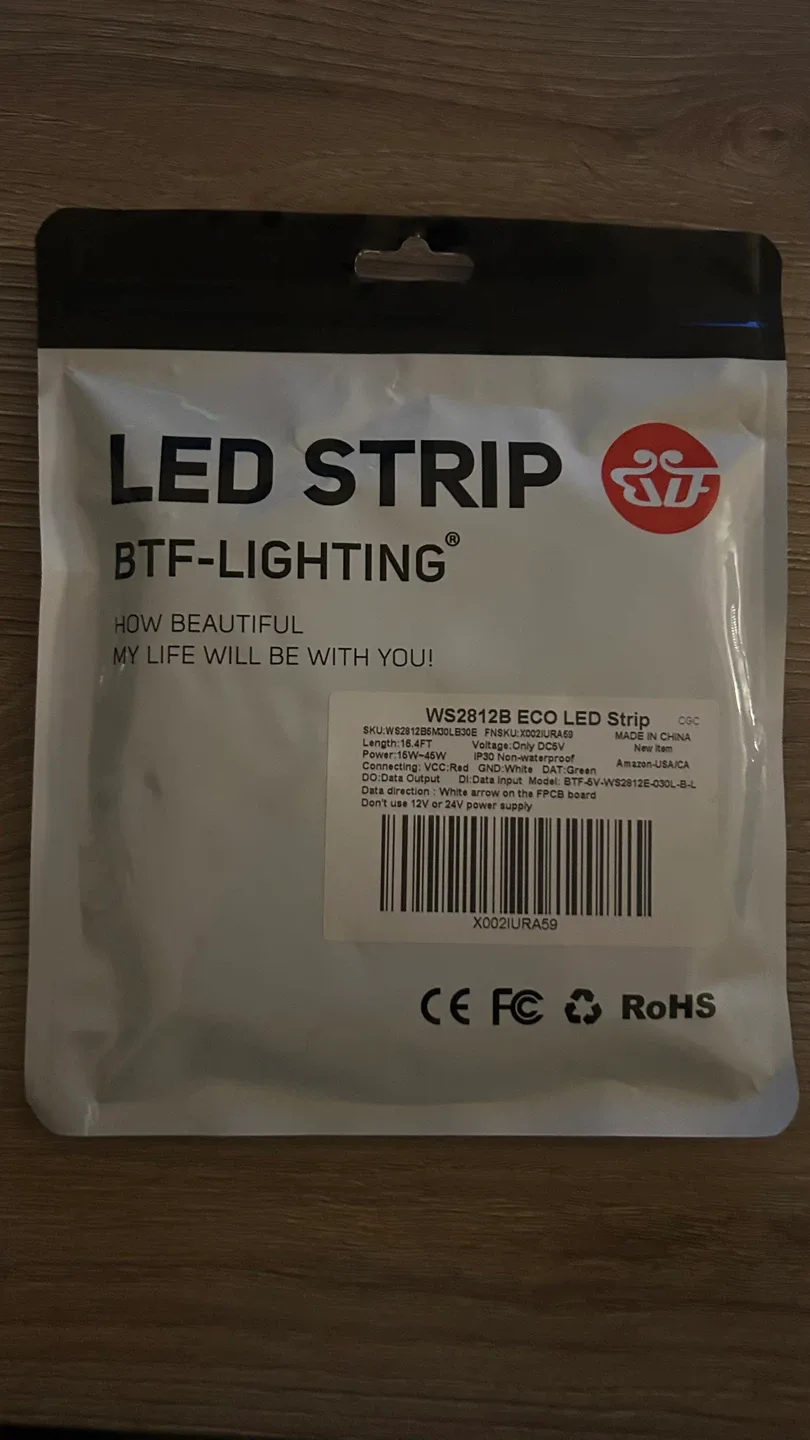 LED STRIP
BTF-LIGHTING®
HOW BEAUTIFUL
MY LIFE WILL BE WITH YOU!
WS2812B ECO LED Strip CGC
SKU:WS2812B5M30LB30E FNSKU:X002IURA59 MADE IN CHINA
Length:16.4FT Voltage:Only DC5V New Item
Power:15W~45W IP30 Non-waterproof
Connecting: VCC:Red GND:White DAT:Green Amazon-USA/CA
DO:Data Output DI:Data Input Model: BTF-5V-WS2812E-030L-B-L
Data direction : White arrow on the FPCB board
Don't use 12V or 24V power supply
X002IURA59
CE FC RoHS